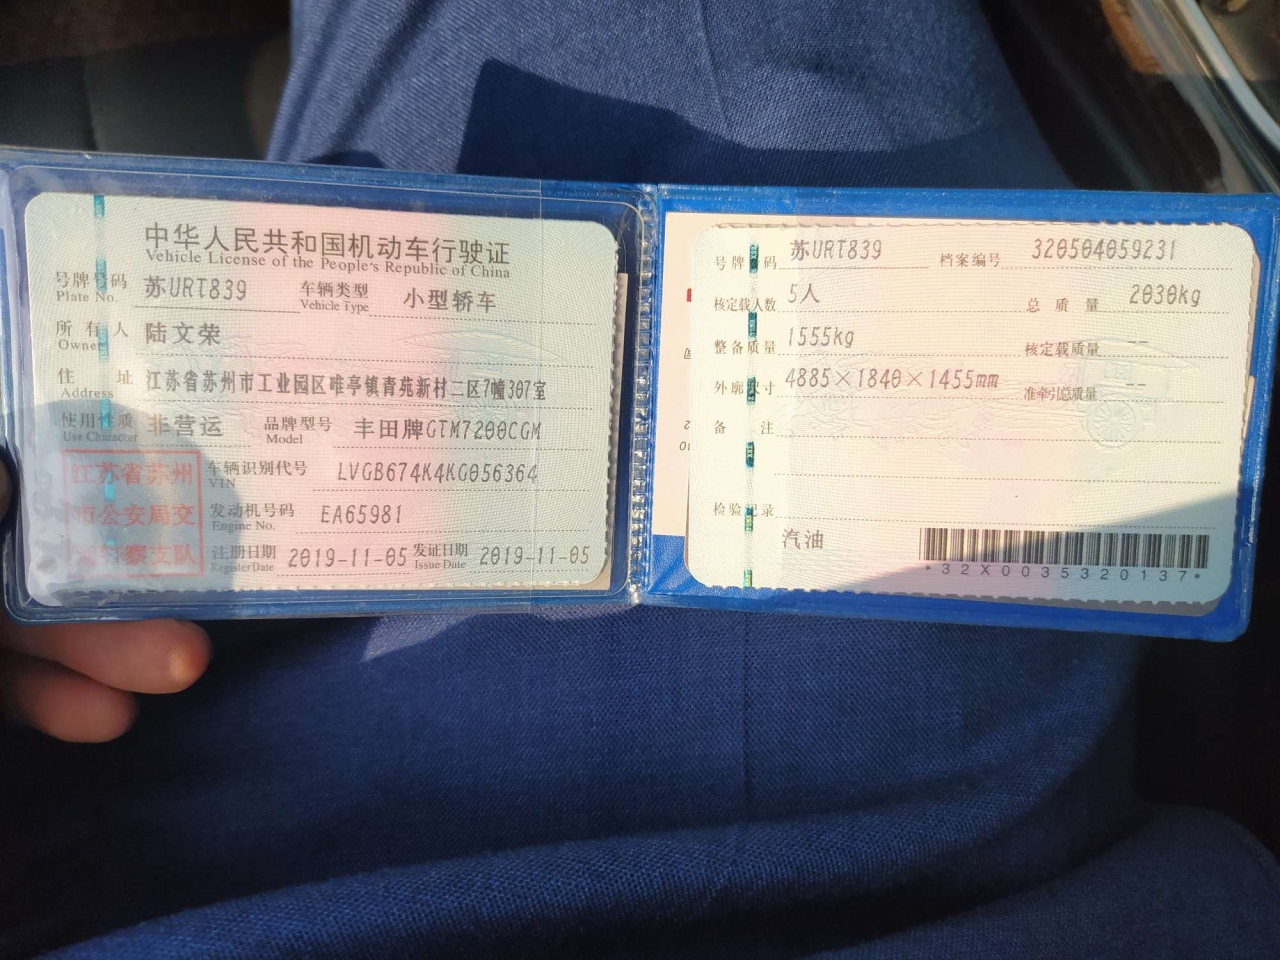 中华人民共和国机动车行驶证
Vehicle License of the People's Republic of China
号牌号码 苏URT839 车辆类型 小型轿车
Plate No. Vehicle Type
所有人 陆文荣
Owner
住址 江苏省苏州市工业园区唯亭镇青苑新村二区7幢307室
Address
使用性质 非营运 品牌型号 丰田牌GTM7200CGM
Use Character Model
江苏省苏州
市公安局交
警察支队
车辆识别代号 LVGB674K4KG056364
VIN
发动机号码 EA65981
Engine No.
注册日期 2019-11-05 发证日期 2019-11-05
Register Date Issue Date
号牌号码 苏URT839 档案编号 320504059231
核定载人数 5人 总质量 2030kg
整备质量 1555kg 核定载质量 --
外廓尺寸 4885×1840×1455mm 准牵引总质量 --
备注
检验记录
汽油
*32X0035320137*